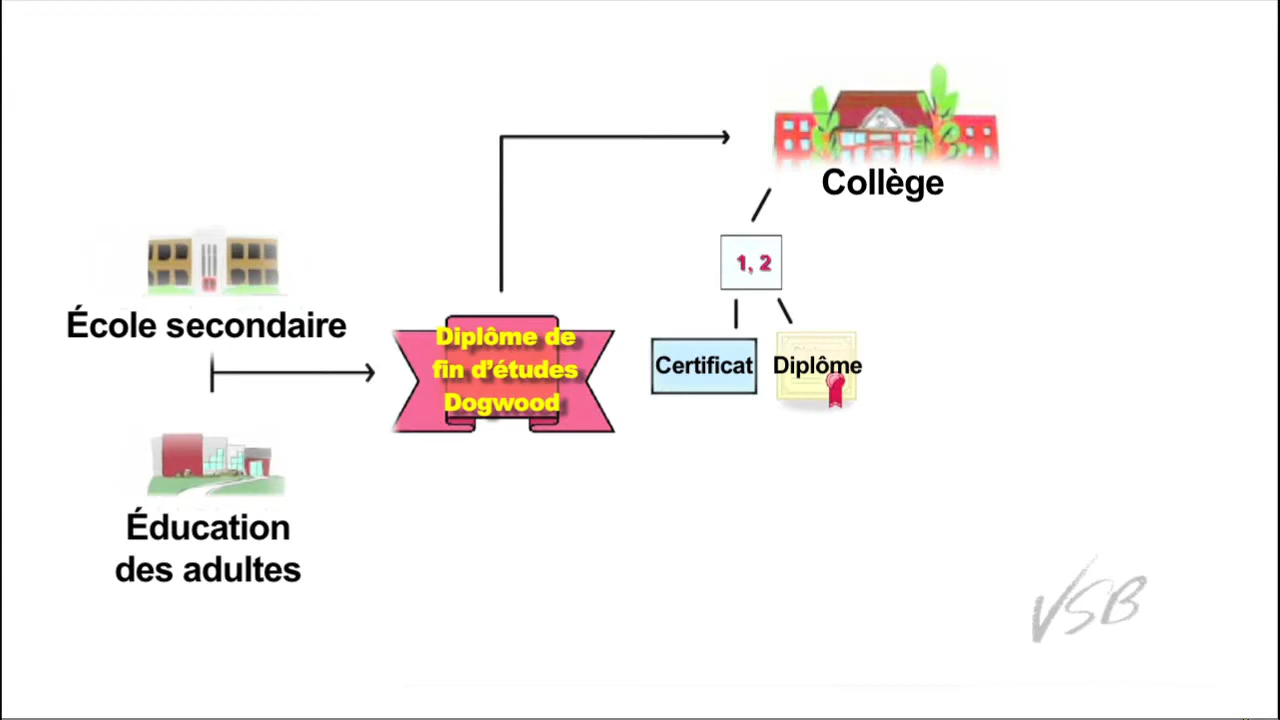 Collège
1, 2
École secondaire
Diplôme de
fin d'études
Dogwood
Certificat
Diplôme
Éducation
des adultes
VSB